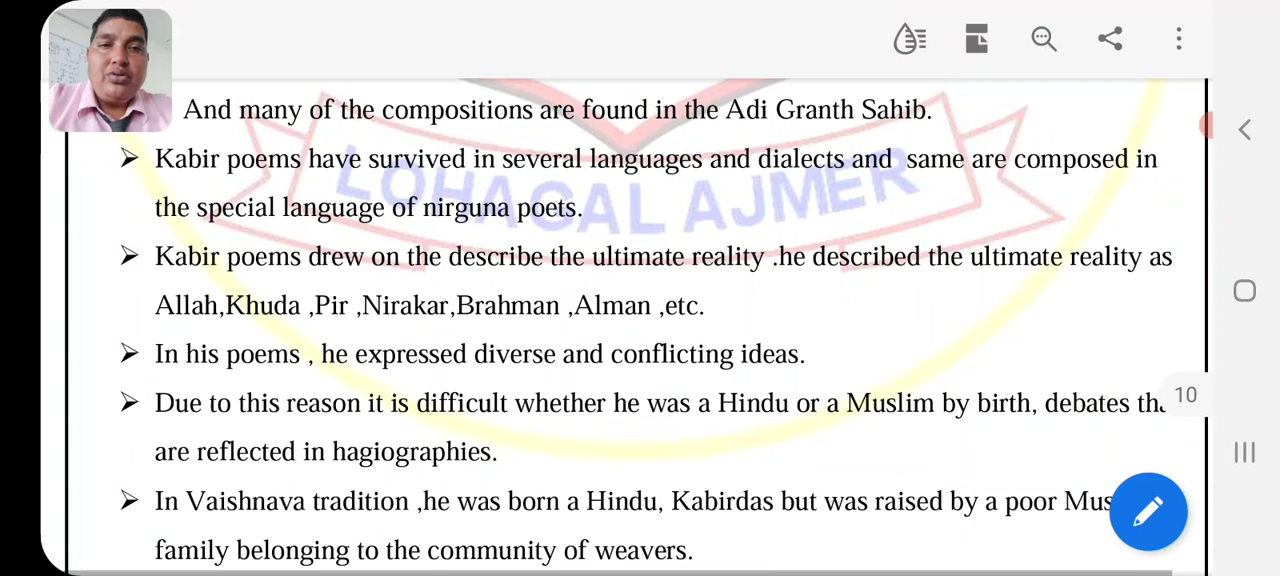 And many of the compositions are found in the Adi Granth Sahib.
➢ Kabir poems have survived in several languages and dialects and same are composed in
the special language of nirguna poets.
➢ Kabir poems drew on the describe the ultimate reality .he described the ultimate reality as
Allah,Khuda ,Pir ,Nirakar,Brahman ,Alman ,etc.
➢ In his poems , he expressed diverse and conflicting ideas.
➢ Due to this reason it is difficult whether he was a Hindu or a Muslim by birth, debates tha
are reflected in hagiographies.
➢ In Vaishnava tradition ,he was born a Hindu, Kabirdas but was raised by a poor Mus
family belonging to the community of weavers.
LOHAGAL AJMER
10